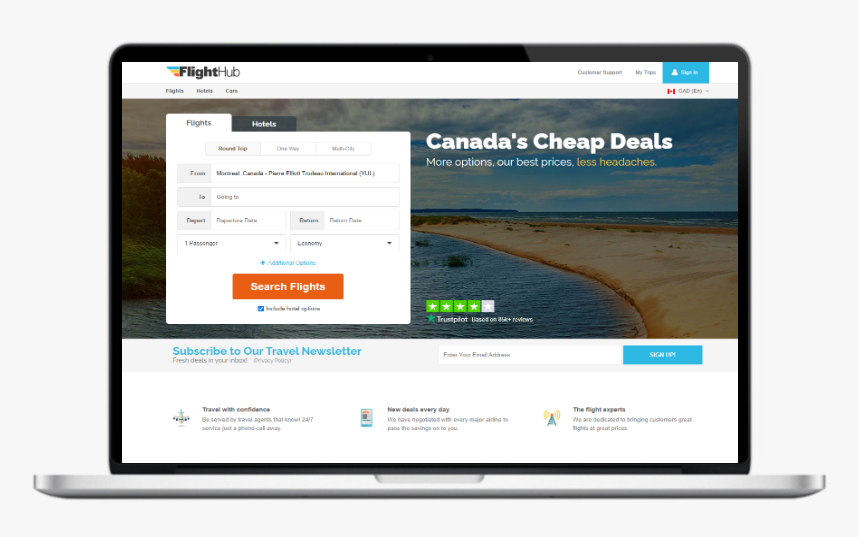 FlightHub
Customer Support My Trips Sign In
Flights Hotels Cars
CAD (En)
Flights Hotels
Round Trip One Way Multi-City
From Montreal, Canada - Pierre Elliott Trudeau International (YUL)
To Going to
Depart Departure Date Return Return Date
1 Passenger Economy
+ Additional Options
Search Flights
Include hotel options
Canada's Cheap Deals
More options, our best prices, less headaches.
Trustpilot Based on reviews
Subscribe to Our Travel Newsletter
Fresh deals in your inbox! (Privacy Policy)
Enter Your Email Address SIGN UP!
Travel with confidence
Be served by travel agents that know! 24/7
service just a phone call away.
New deals every day
We have negotiated with every major airline to
pass the savings on to you.
The flight experts
We are dedicated to bringing customers great
flights at great prices.